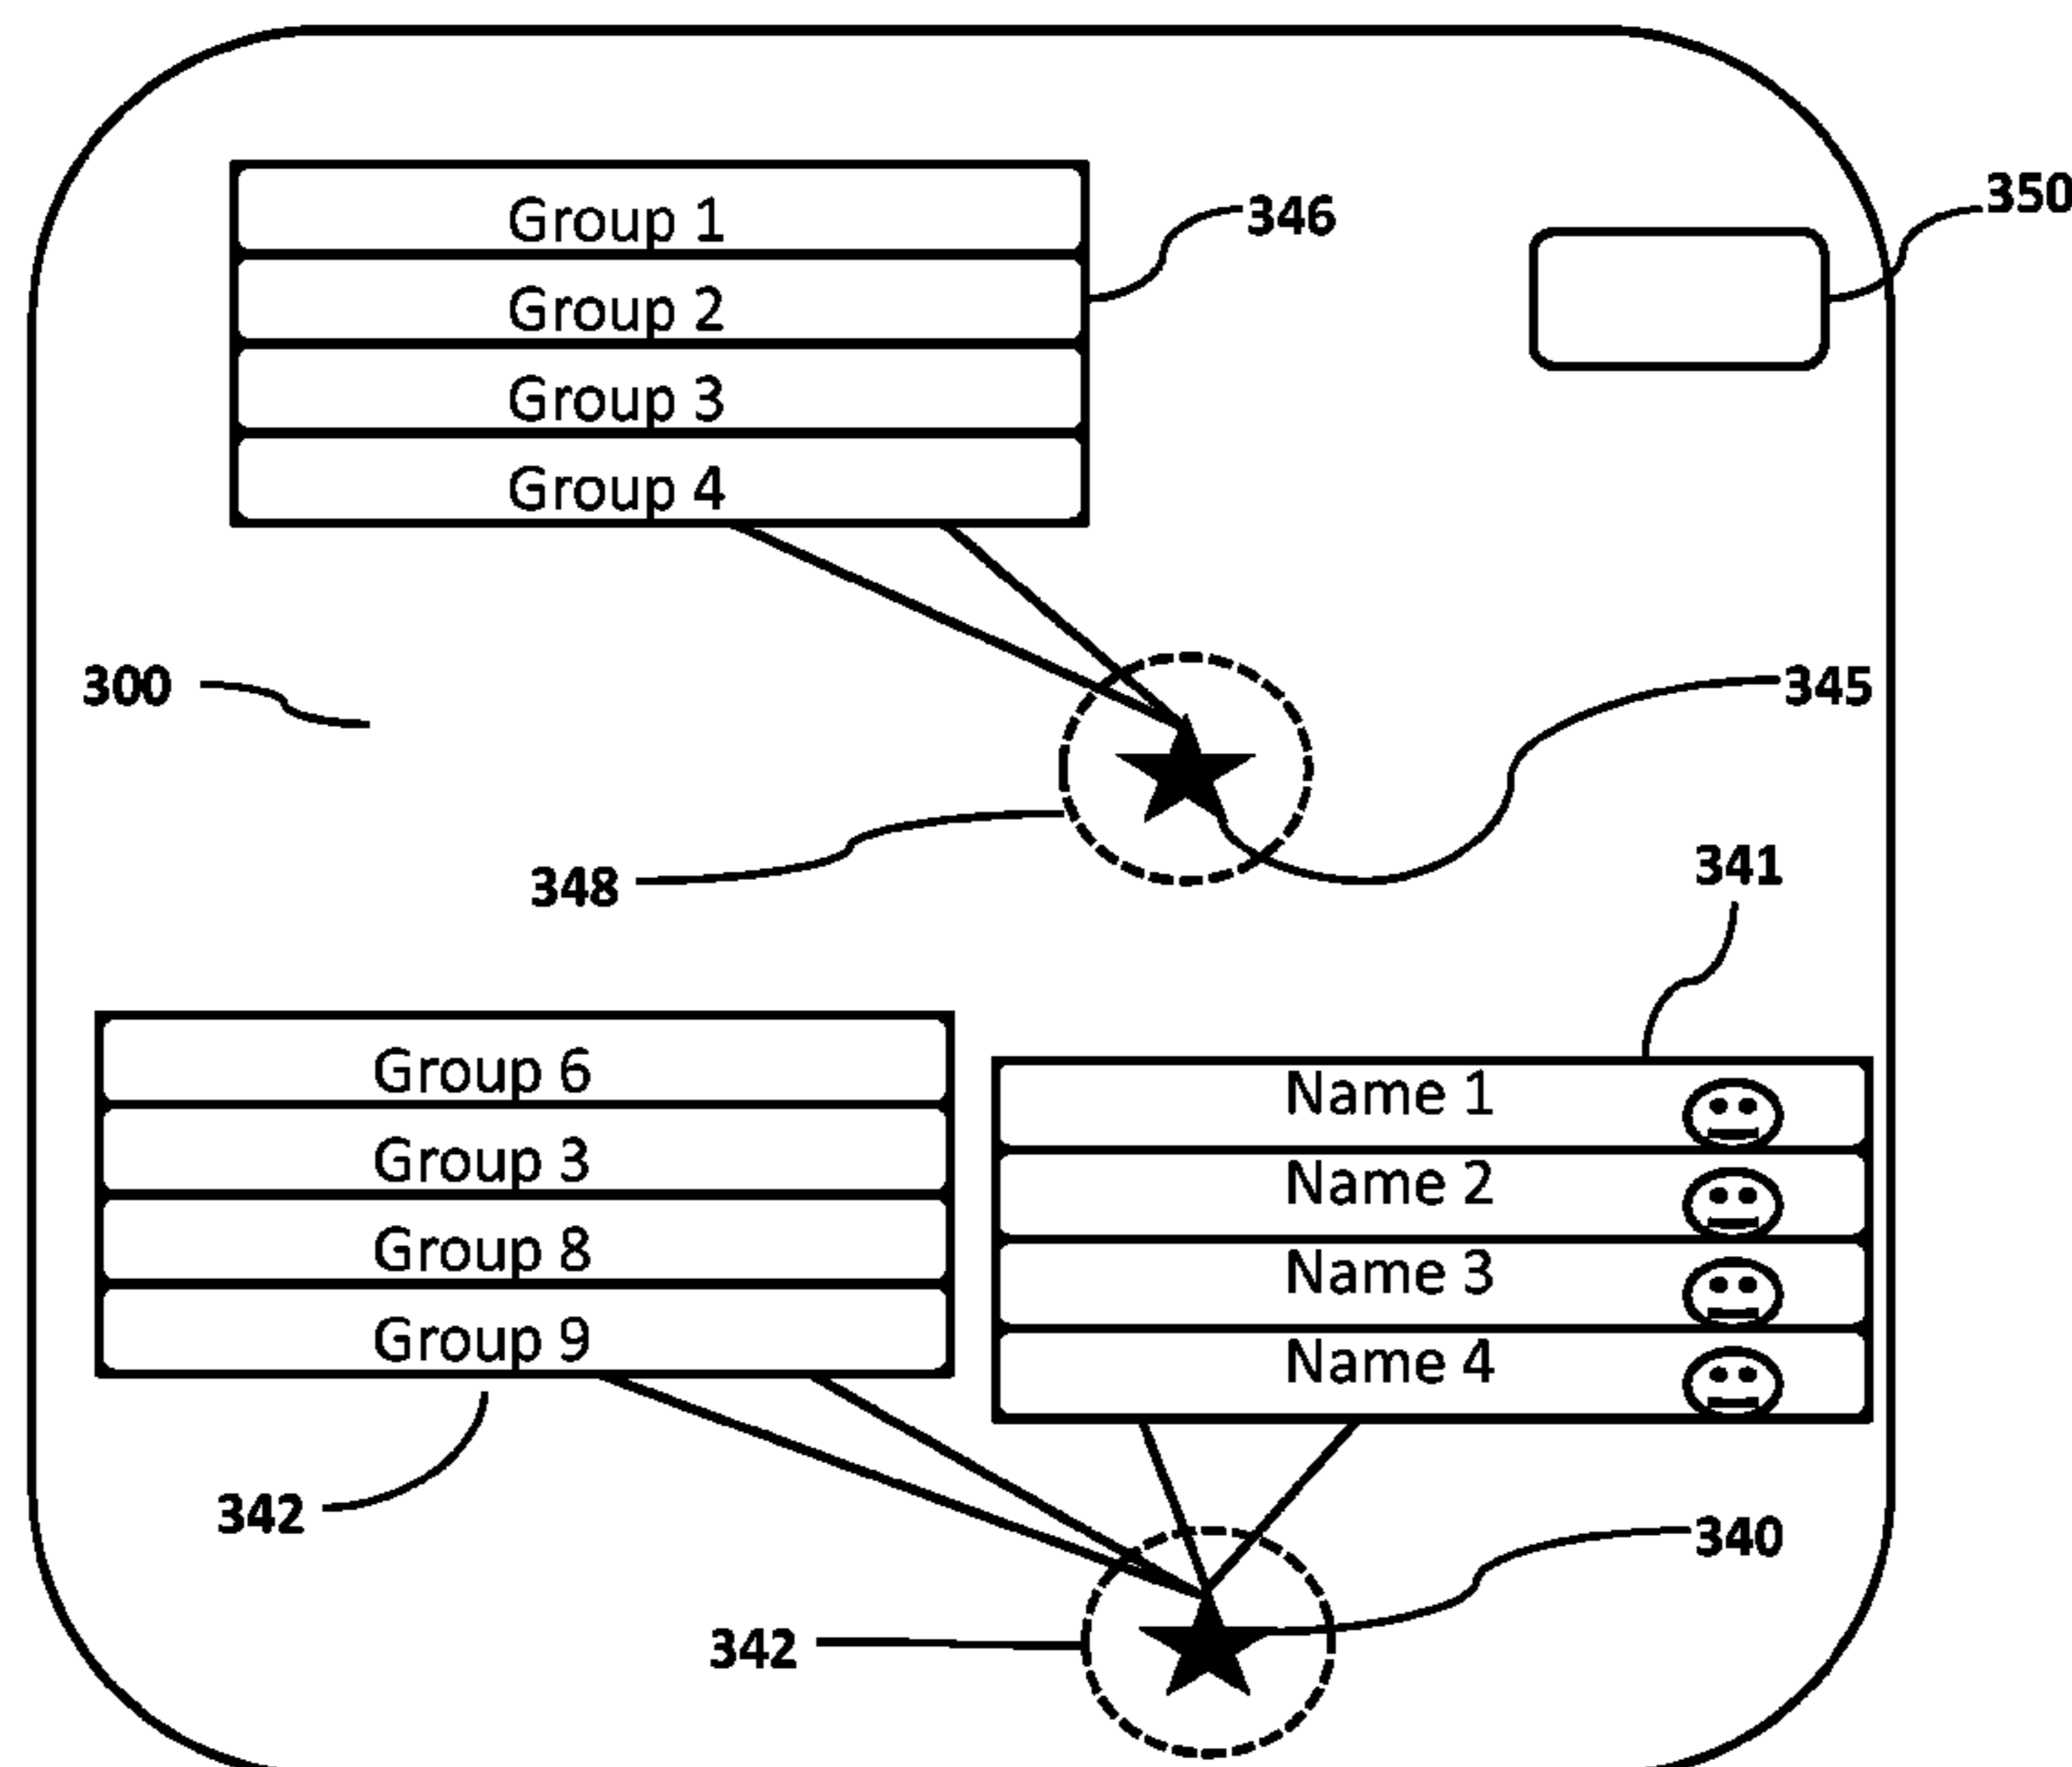 Group 1
346
350
Group 2
Group 3
Group 4
300
345
348
341
Group 6
Group 3
Group 8
Group 9
Name 1
Name 2
Name 3
Name 4
342
340
342